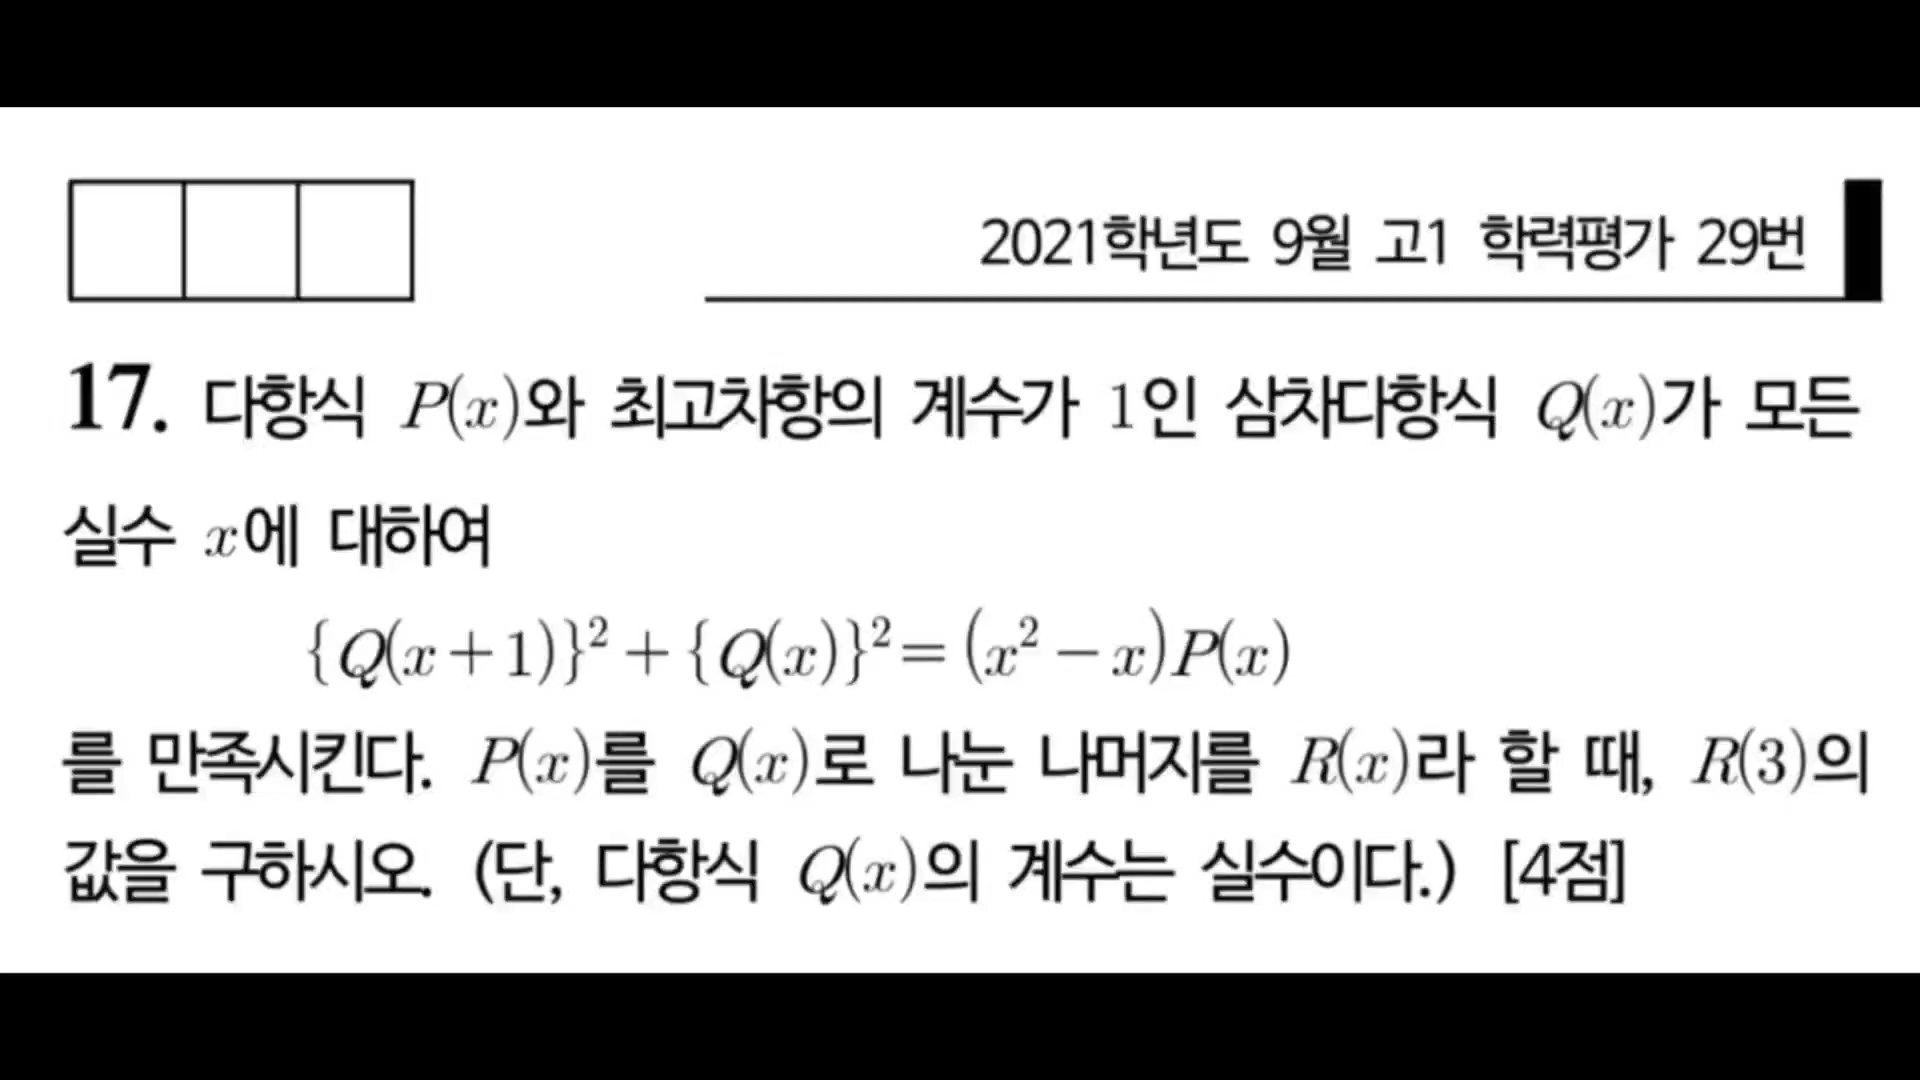 2021학년도 9월 고1 학력평가 29번
17. 다항식 P(x)와 최고차항의 계수가 1인 삼차다항식 Q(x)가 모든
실수 x에 대하여
{Q(x+1)}²+{Q(x)}²=(x²-x)P(x)
를 만족시킨다. P(x)를 Q(x)로 나눈 나머지를 R(x)라 할 때, R(3)의
값을 구하시오. (단, 다항식 Q(x)의 계수는 실수이다.) [4점]